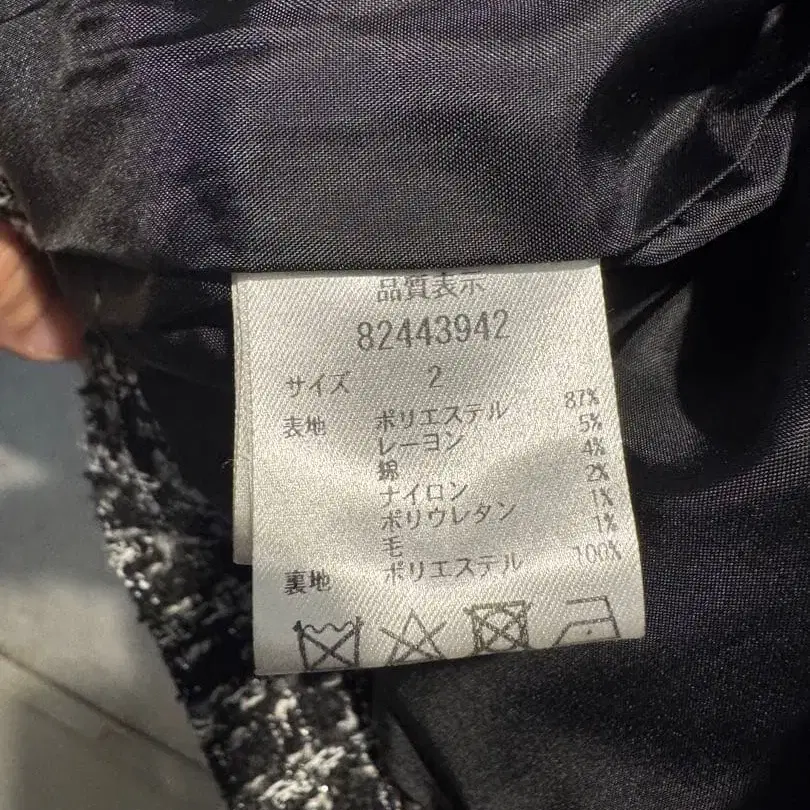 品質表示
82443942
サイズ 2
表地 ポリエステル 87%
レーヨン 5%
綿 4%
ナイロン 2%
ポリウレタン 1%
毛 1%
裏地 ポリエステル 100%